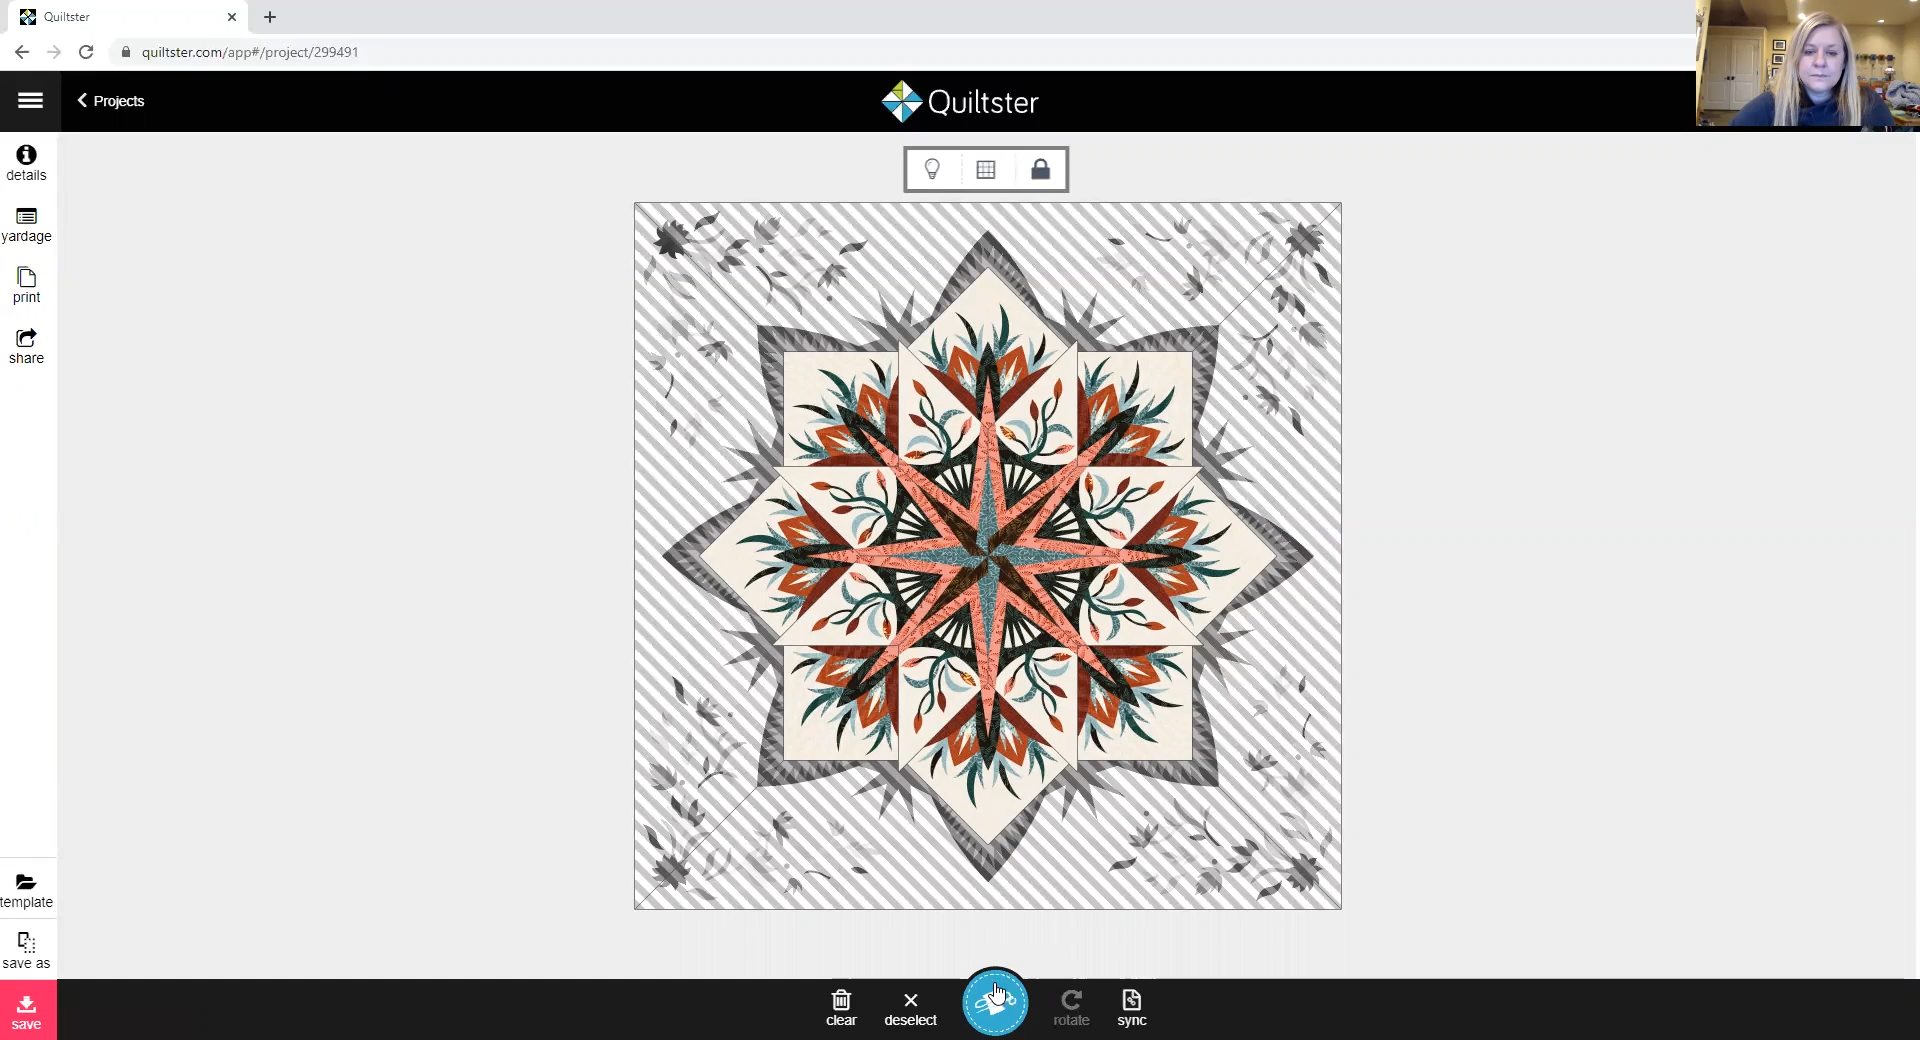 Quiltster
quiltster.com/app#/project/299491
Projects
Quiltster
details
yardage
print
share
template
save as
save
clear
deselect
rotate
sync